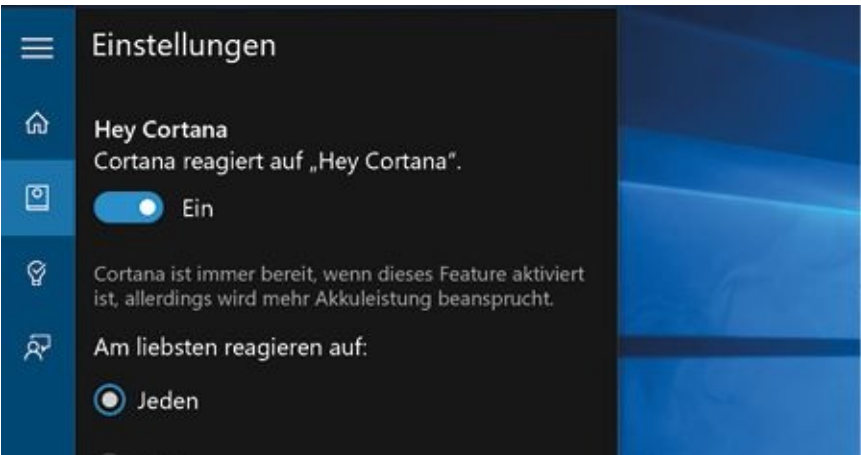 Einstellungen
Hey Cortana
Cortana reagiert auf „Hey Cortana“.
Ein
Cortana ist immer bereit, wenn dieses Feature aktiviert
ist, allerdings wird mehr Akkuleistung beansprucht.
Am liebsten reagieren auf:
Jeden